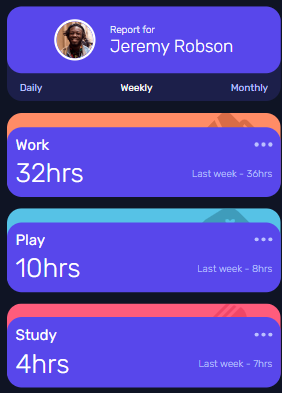 Report for
Jeremy Robson
Daily Weekly Monthly
Work
32hrs Last week - 36hrs
Play
10hrs Last week - 8hrs
Study
4hrs Last week - 7hrs